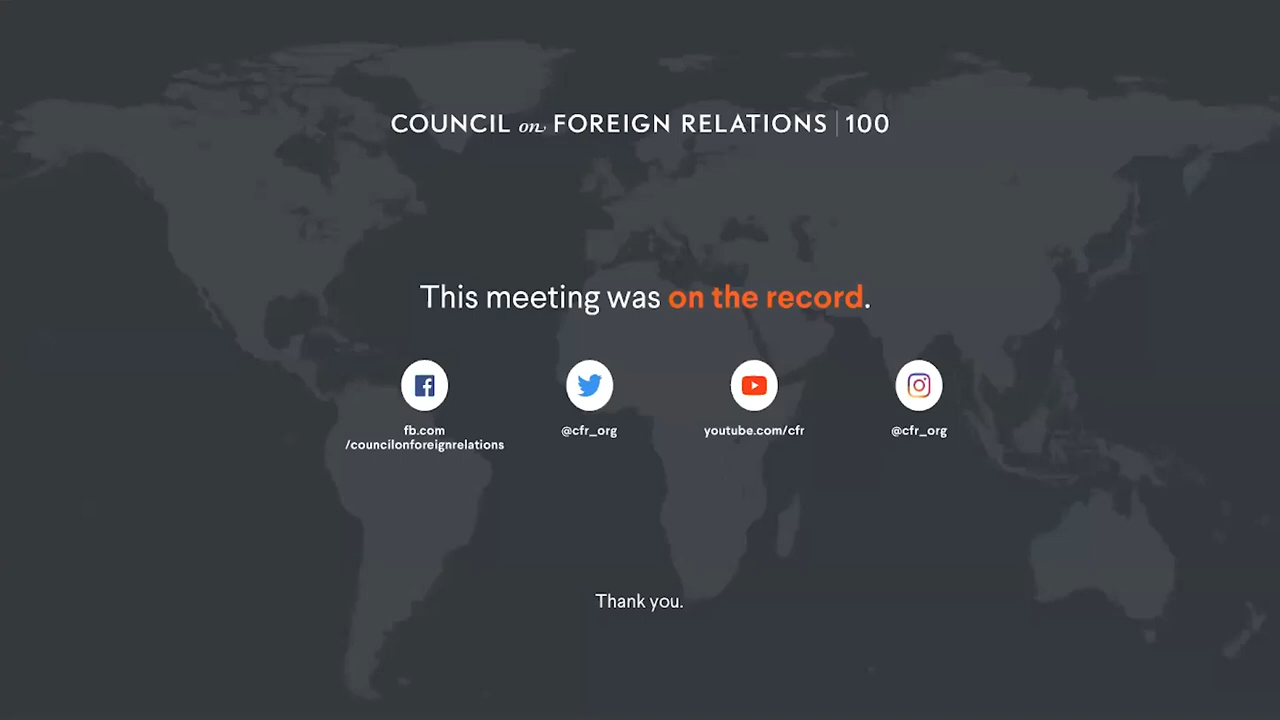 COUNCIL on FOREIGN RELATIONS | 100
This meeting was on the record.
fb.com
/councilonforeignrelations
@cfr_org
youtube.com/cfr
@cfr_org
Thank you.